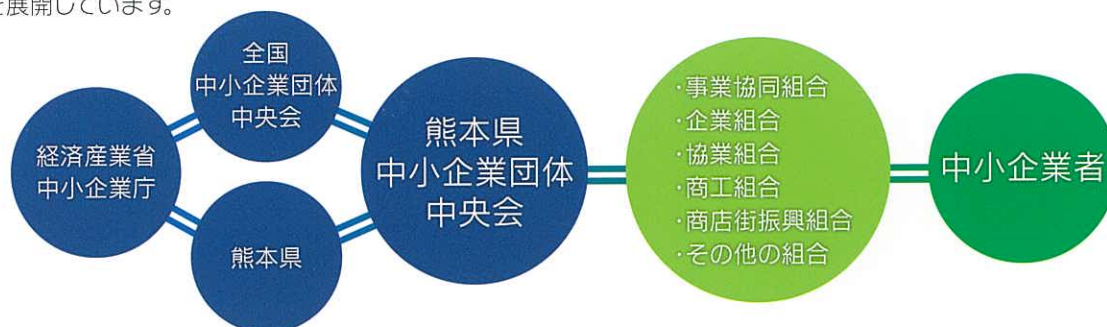 を展開しています。
全国
中小企業団体
中央会
経済産業省
中小企業庁
熊本県
熊本県
中小企業団体
中央会
・事業協同組合
・企業組合
・協業組合
・商工組合
・商店街振興組合
・その他の組合
中小企業者